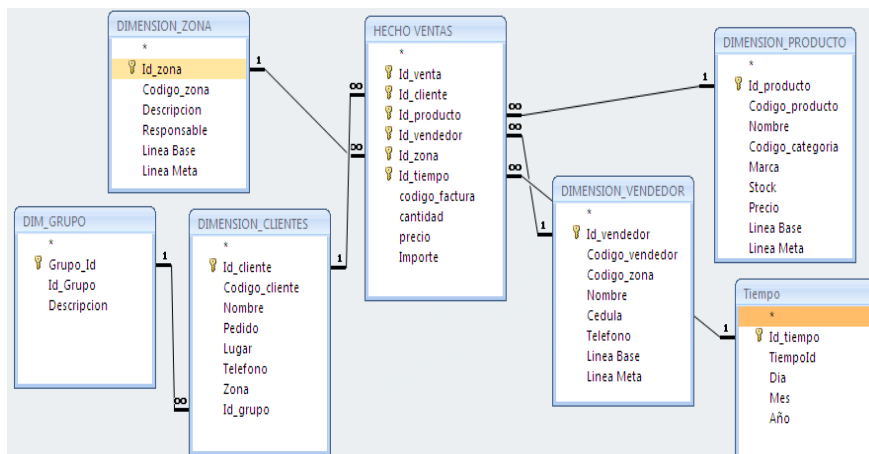 DIMENSION_ZONA
*
Id_zona
Codigo_zona
Descripcion
Responsable
Linea Base
Linea Meta
1
∞
HECHO VENTAS
*
Id_venta
Id_cliente
Id_producto
Id_vendedor
Id_zona
Id_tiempo
codigo_factura
cantidad
precio
Importe
∞
∞
∞
∞
DIMENSION_PRODUCTO
*
Id_producto
Codigo_producto
Nombre
Codigo_categoria
Marca
Stock
Precio
Linea Base
Linea Meta
1
DIM_GRUPO
*
Grupo_Id
Id_Grupo
Descripcion
1
∞
DIMENSION_CLIENTES
*
Id_cliente
Codigo_cliente
Nombre
Pedido
Lugar
Telefono
Zona
Id_grupo
1
DIMENSION_VENDEDOR
*
Id_vendedor
Codigo_vendedor
Codigo_zona
Nombre
Cedula
Telefono
Linea Base
Linea Meta
1
Tiempo
*
Id_tiempo
TiempoId
Dia
Mes
Año
1